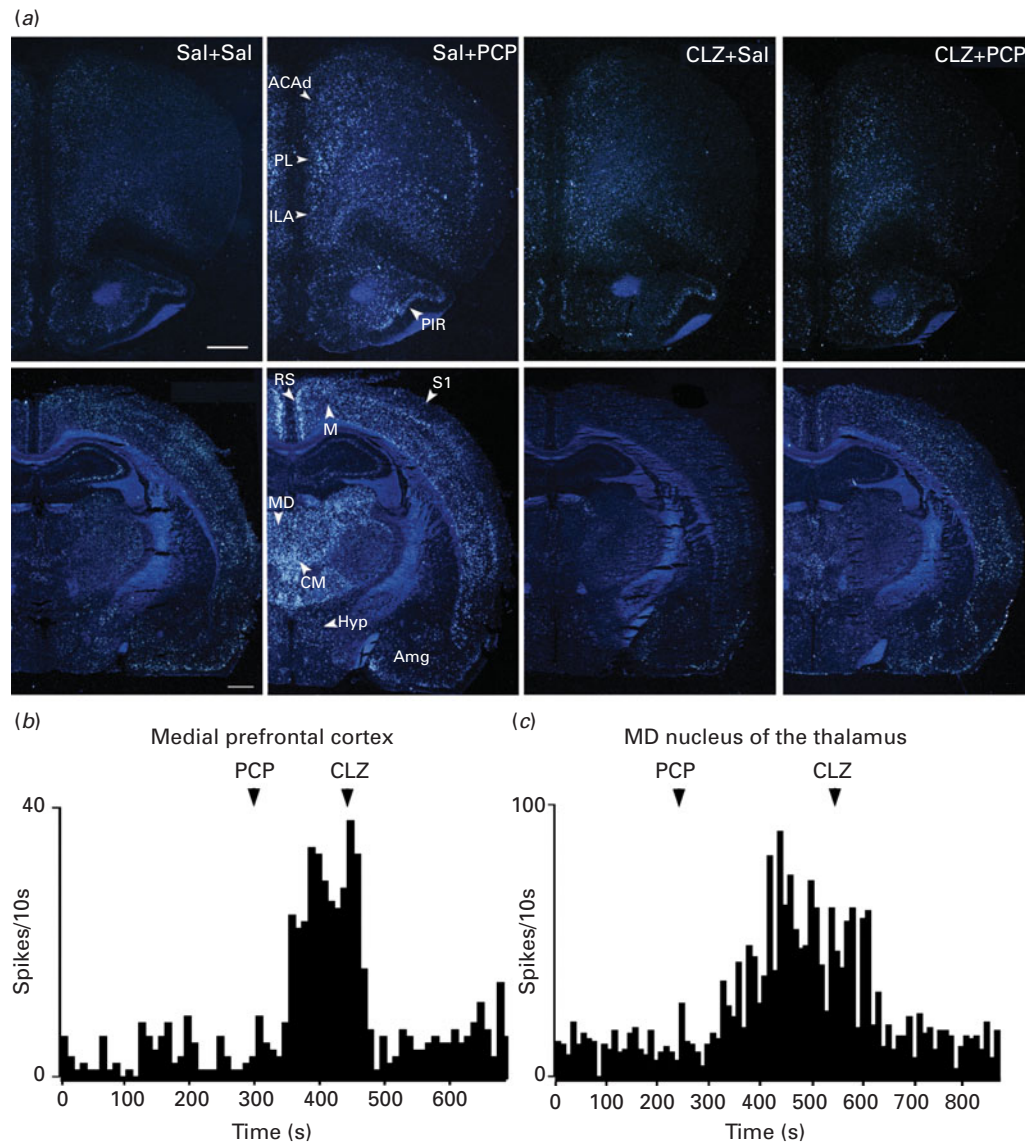 (a)
Sal+Sal
Sal+PCP
CLZ+Sal
CLZ+PCP
ACAd
PL
ILA
PIR
RS
S1
M
MD
CM
Hyp
Amg
(b)
(c)
Medial prefrontal cortex
MD nucleus of the thalamus
PCP
CLZ
PCP
CLZ
40
0
Spikes/10s
0 100 200 300 400 500 600
Time (s)
100
0
Spikes/10s
0 100 200 300 400 500 600 700 800
Time (s)